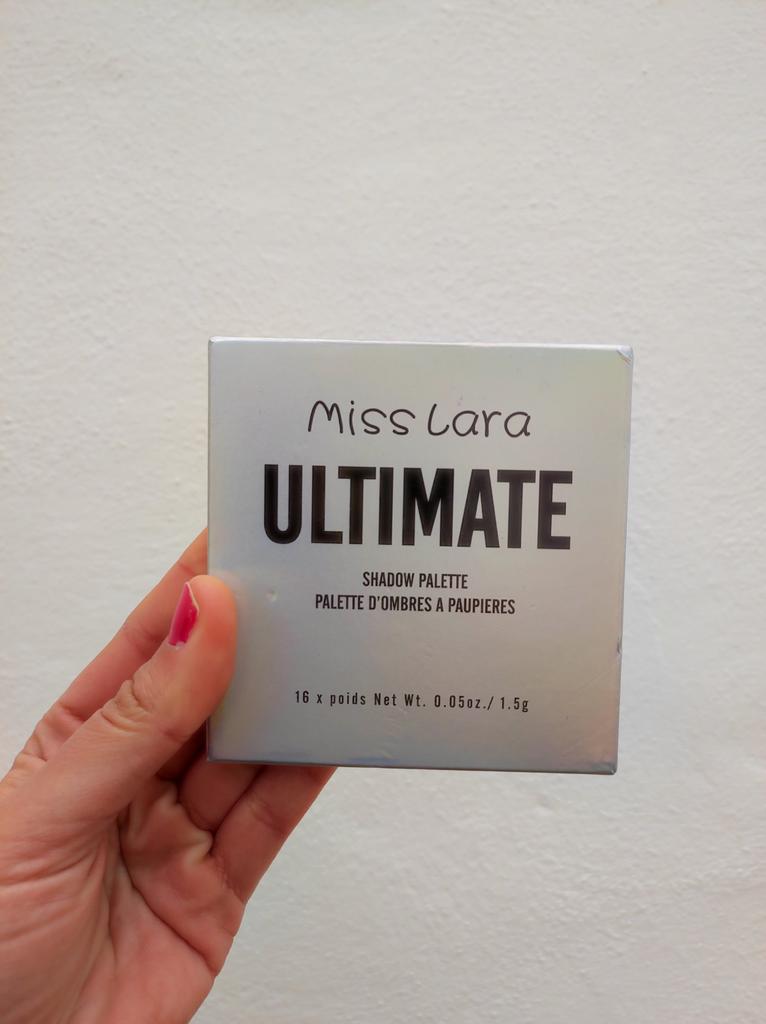 Miss Lara
ULTIMATE
SHADOW PALETTE
PALETTE D'OMBRES A PAUPIERES
16 x poids Net Wt. 0.05oz./ 1.5g